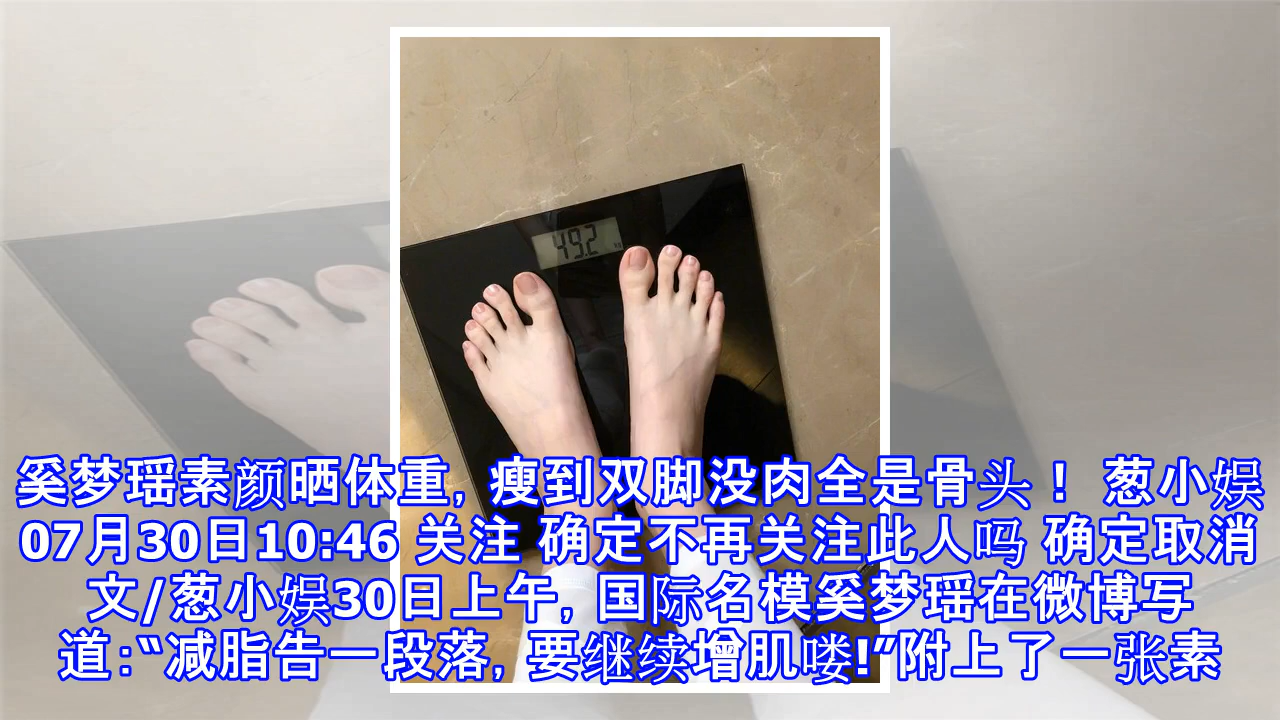 49.2
奚梦瑶素颜晒体重, 瘦到双脚没肉全是骨头！ 葱小娱
07月30日10:46 关注 确定不再关注此人吗 确定取消
文/葱小娱30日上午, 国际名模奚梦瑶在微博写
道:“减脂告一段落, 要继续增肌喽!”附上了一张素